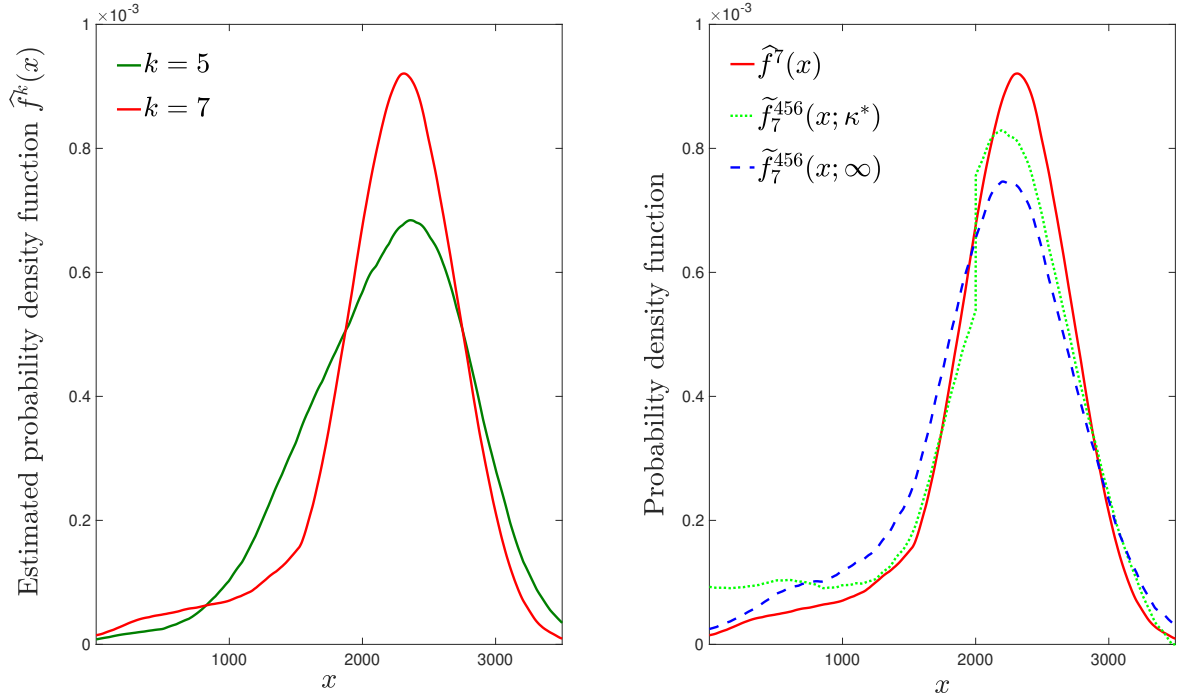 ×10⁻³
1
0.8
0.6
0.4
0.2
0
1000
2000
3000
x
Estimated probability density function f̂ᵏ(x)
k = 5
k = 7
×10⁻³
1
0.8
0.6
0.4
0.2
0
1000
2000
3000
x
Probability density function
f̂⁷(x)
f̃₇⁴⁵⁶(x; κ*)
f̃₇⁴⁵⁶(x; ∞)